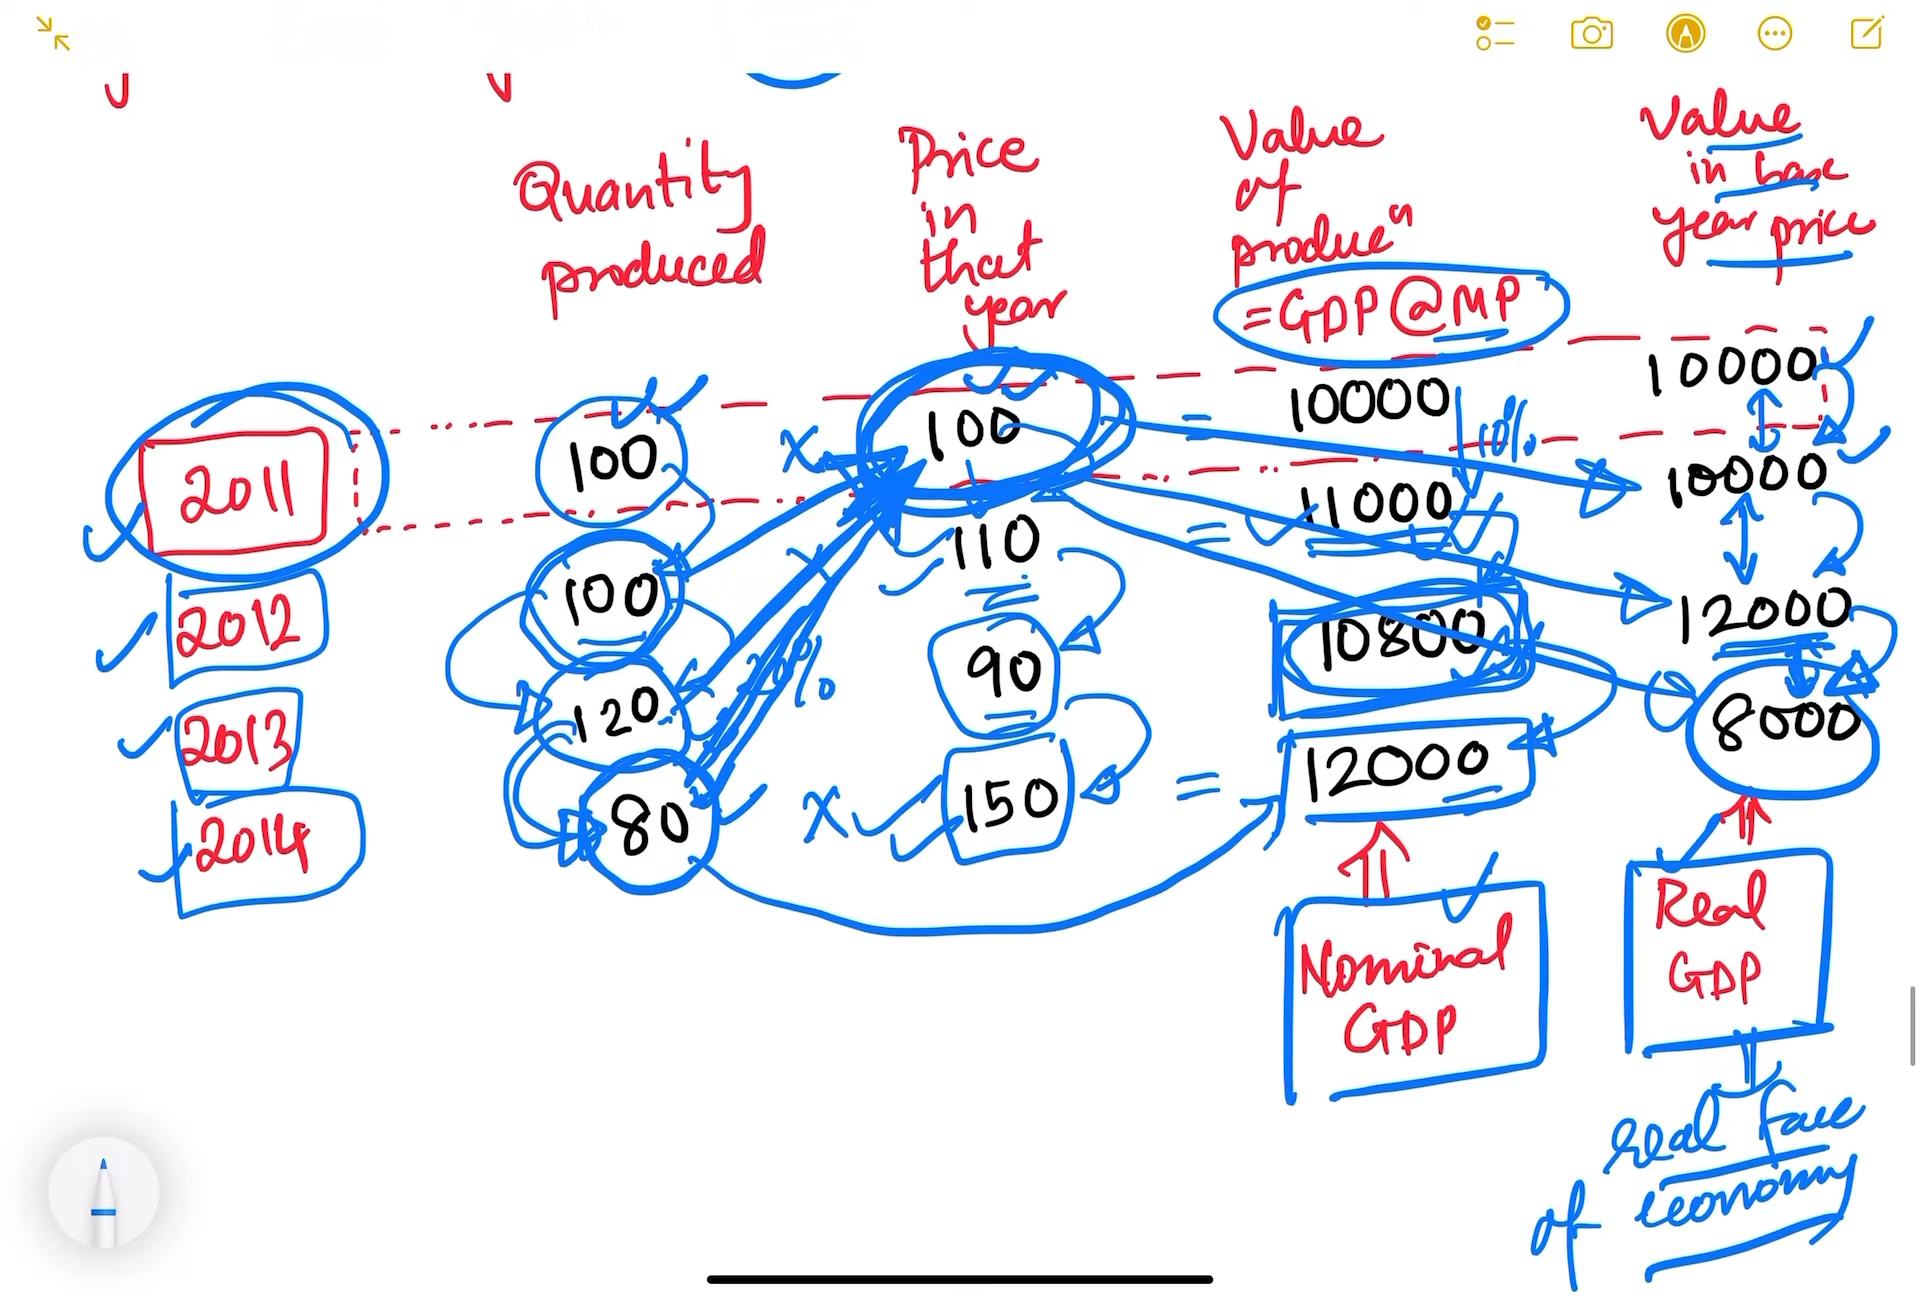 Quantity
produced
Price
in
that
year
Value
of
produeⁿ
=GDP@MP
Value
in base
year price
2011 100 x 100 = 10000 10000
10%
2012 100 x 110 = 11000 10000
2013 120 90 10800 12000
20%
2014 80 x 150 = 12000 8000
Nominal
GDP
Real
GDP
real face
of economy